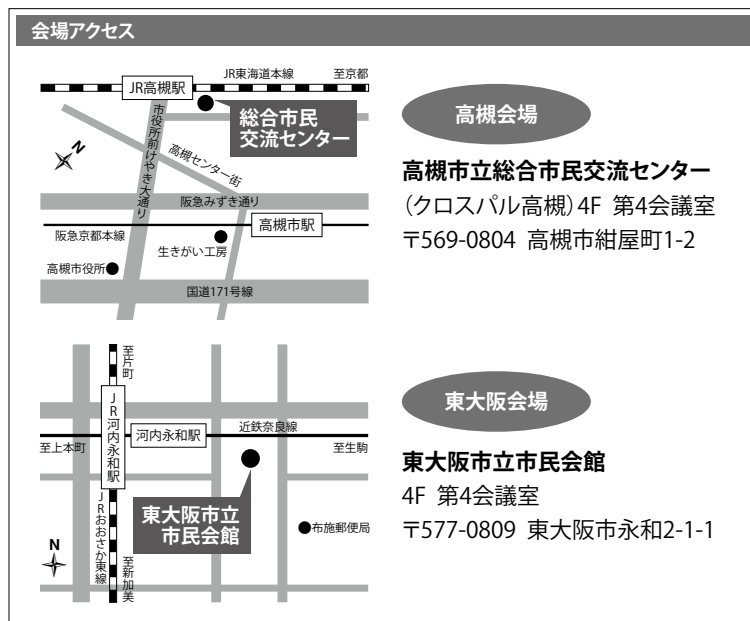 会場アクセス
JR東海道本線
至京都
JR高槻駅
総合市民
交流センター
市役所前けやき大通り
N
高槻センター街
阪急みずき通り
高槻市駅
阪急京都本線
生きがい工房
高槻市役所
国道171号線
高槻会場
高槻市立総合市民交流センター
（クロスパル高槻）4F 第4会議室
〒569-0804 高槻市紺屋町1-2
至片町
JR河内永和駅
河内永和駅
近鉄奈良線
至上本町
至生駒
東大阪市立
市民会館
布施郵便局
JRおおさか東線
N
至新加美
東大阪会場
東大阪市立市民会館
4F 第4会議室
〒577-0809 東大阪市永和2-1-1